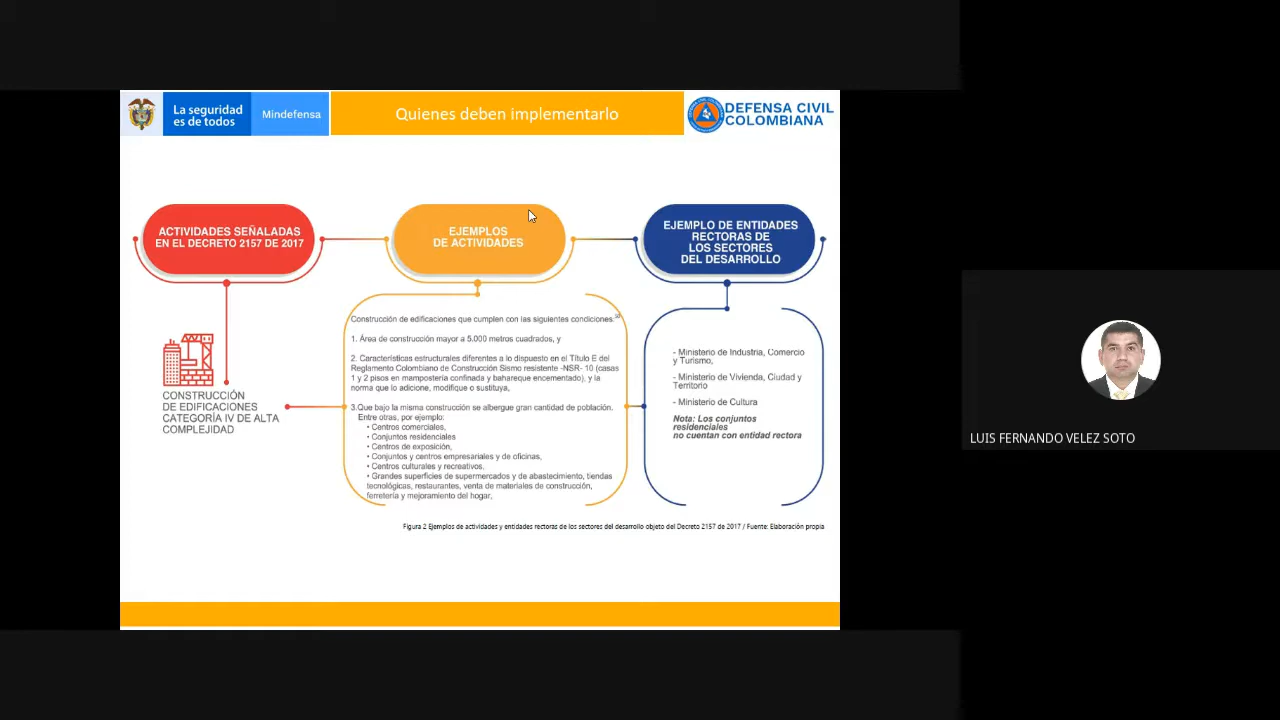 La seguridad
es de todos
Mindefensa
Quienes deben implementarlo
DEFENSA CIVIL
COLOMBIANA
ACTIVIDADES SEÑALADAS
EN EL DECRETO 2157 DE 2017
EJEMPLOS
DE ACTIVIDADES
EJEMPLO DE ENTIDADES
RECTORAS DE
LOS SECTORES
DEL DESARROLLO
CONSTRUCCIÓN
DE EDIFICACIONES
CATEGORÍA IV DE ALTA
COMPLEJIDAD
Construcción de edificaciones que cumplen con las siguientes condiciones:
1. Área de construcción mayor a 5.000 metros cuadrados, y
2. Características estructurales diferentes a lo dispuesto en el Título E del
Reglamento Colombiano de Construcción Sismo resistente -NSR- 10 (casas
1 y 2 pisos en mampostería confinada y bahareque encementado), y la
norma que lo adicione, modifique o sustituya,
3.Que bajo la misma construcción se albergue gran cantidad de población.
Entre otras, por ejemplo:
• Centros comerciales,
• Conjuntos residenciales
• Centros de exposición,
• Conjuntos y centros empresariales y de oficinas,
• Centros culturales y recreativos,
• Grandes superficies de supermercados y de abastecimiento, tiendas
tecnológicas, restaurantes, venta de materiales de construcción,
ferretería y mejoramiento del hogar,
- Ministerio de Industria, Comercio
y Turismo,
- Ministerio de Vivienda, Ciudad y
Territorio
- Ministerio de Cultura
Nota: Los conjuntos
residenciales
no cuentan con entidad rectora
Figura 2 Ejemplos de actividades y entidades rectoras de los sectores del desarrollo objeto del Decreto 2157 de 2017 / Fuente: Elaboración propia
LUIS FERNANDO VELEZ SOTO